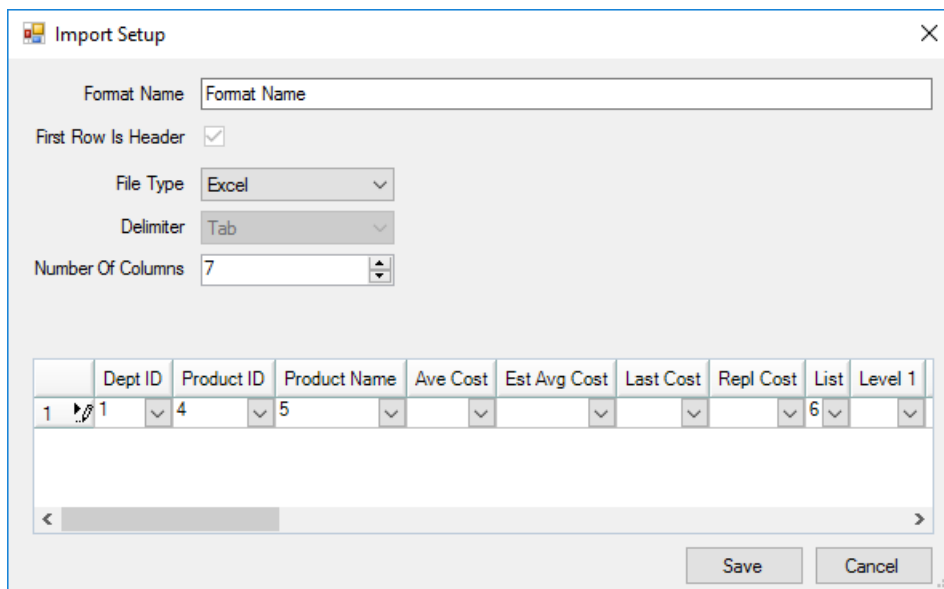 Import Setup
Format Name Format Name
First Row Is Header
File Type Excel
Delimiter Tab
Number Of Columns 7
Dept ID Product ID Product Name Ave Cost Est Avg Cost Last Cost Repl Cost List Level 1
1 1 4 5 6
Save Cancel